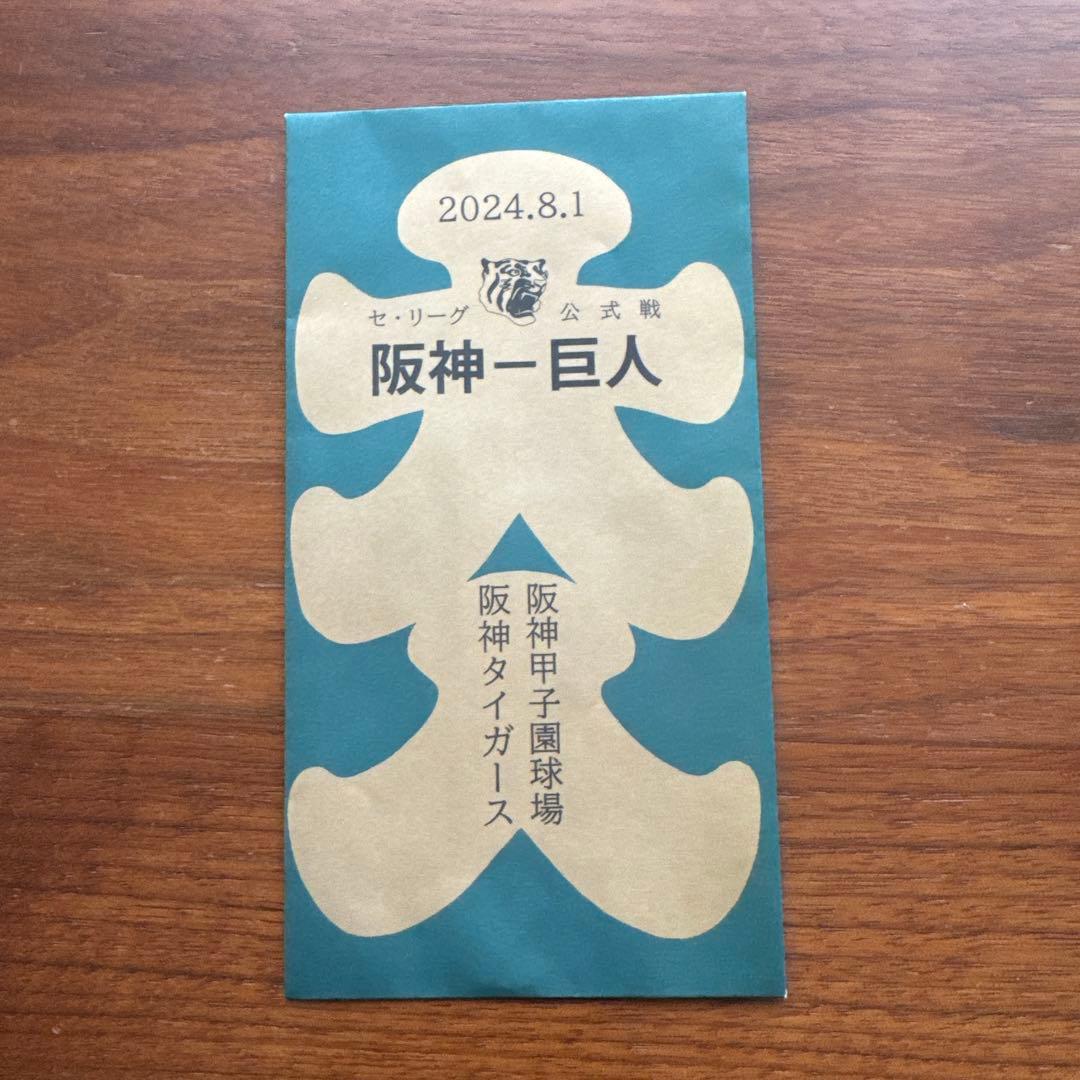 2024.8.1
セ・リーグ 公式戦
阪神－巨人
阪神甲子園球場
阪神タイガース